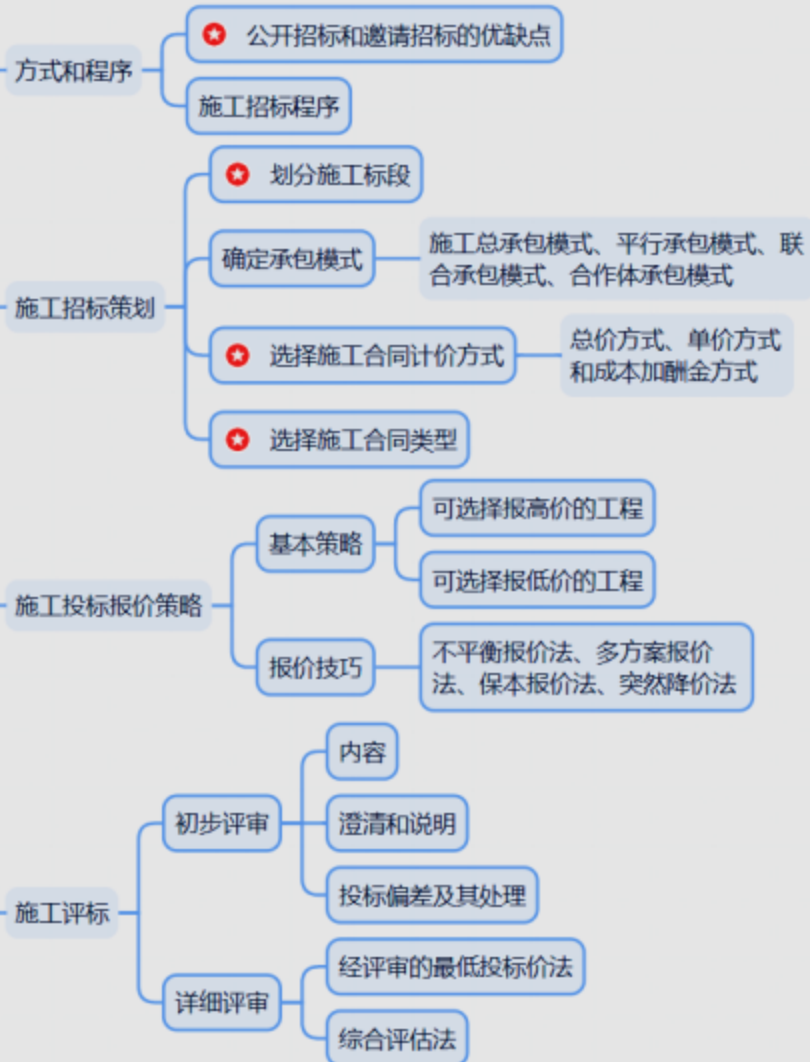 方式和程序
公开招标和邀请招标的优缺点
施工招标程序
施工招标策划
划分施工标段
确定承包模式
施工总承包模式、平行承包模式、联
合承包模式、合作体承包模式
选择施工合同计价方式
总价方式、单价方式
和成本加酬金方式
选择施工合同类型
施工投标报价策略
基本策略
可选择报高价的工程
可选择报低价的工程
报价技巧
不平衡报价法、多方案报价
法、保本报价法、突然降价法
施工评标
初步评审
内容
澄清和说明
投标偏差及其处理
详细评审
经评审的最低投标价法
综合评估法